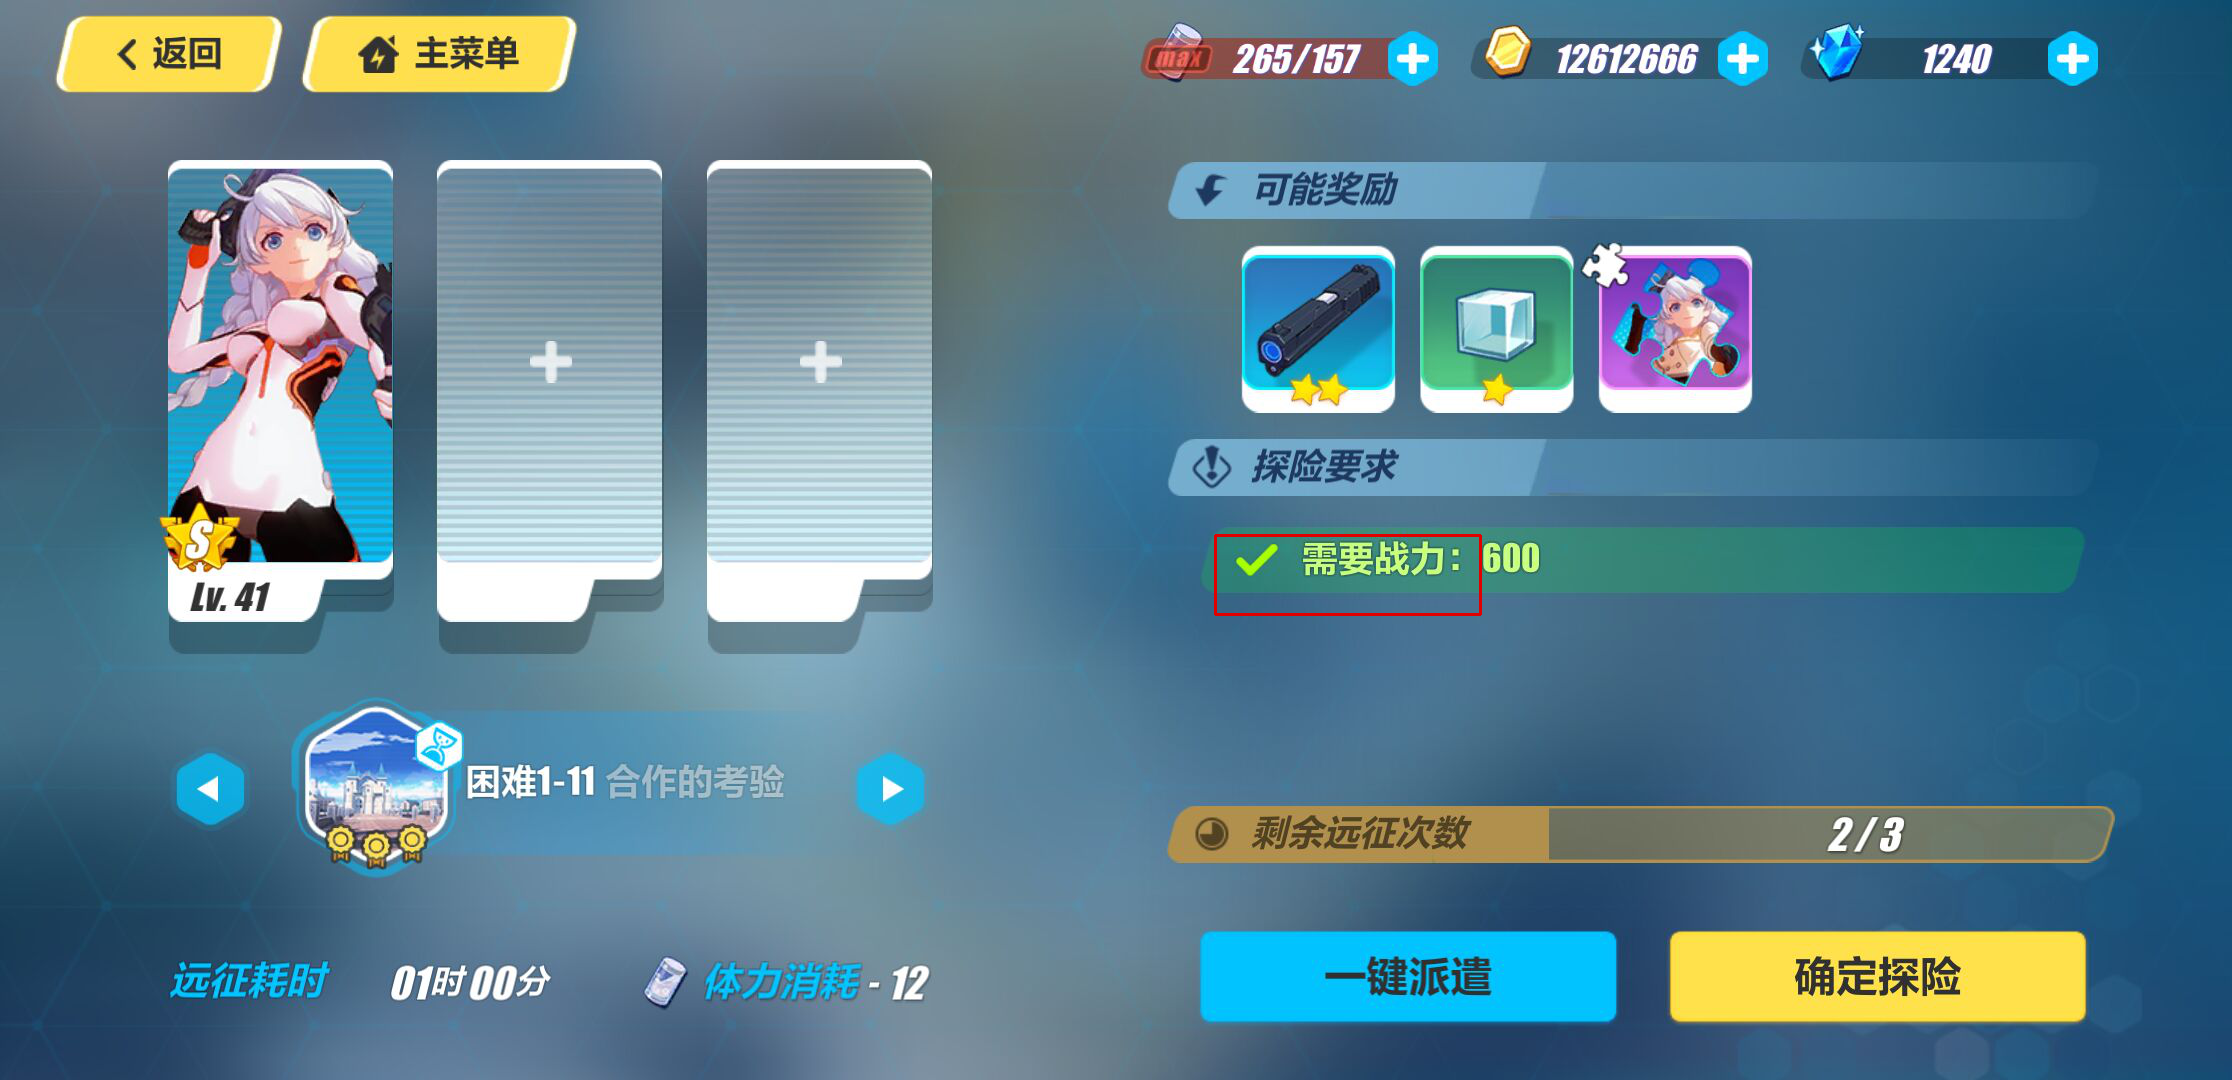 返回
主菜单
max 265/157
12612666
1240
可能奖励
探险要求
需要战力：600
S
Lv. 41
困难1-11 合作的考验
剩余远征次数 2/3
远征耗时 01时00分
体力消耗 - 12
一键派遣
确定探险